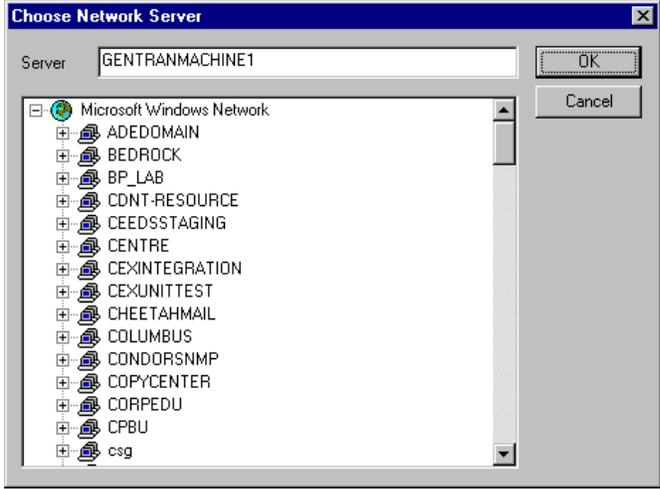 Choose Network Server
Server GENTRANMACHINE1 OK
Cancel
Microsoft Windows Network
ADEDOMAIN
BEDROCK
BP_LAB
CDNT-RESOURCE
CEEDSSTAGING
CENTRE
CEXINTEGRATION
CEXUNITTEST
CHEETAHMAIL
COLUMBUS
CONDORSNMP
COPYCENTER
CORPEDU
CPBU
csg